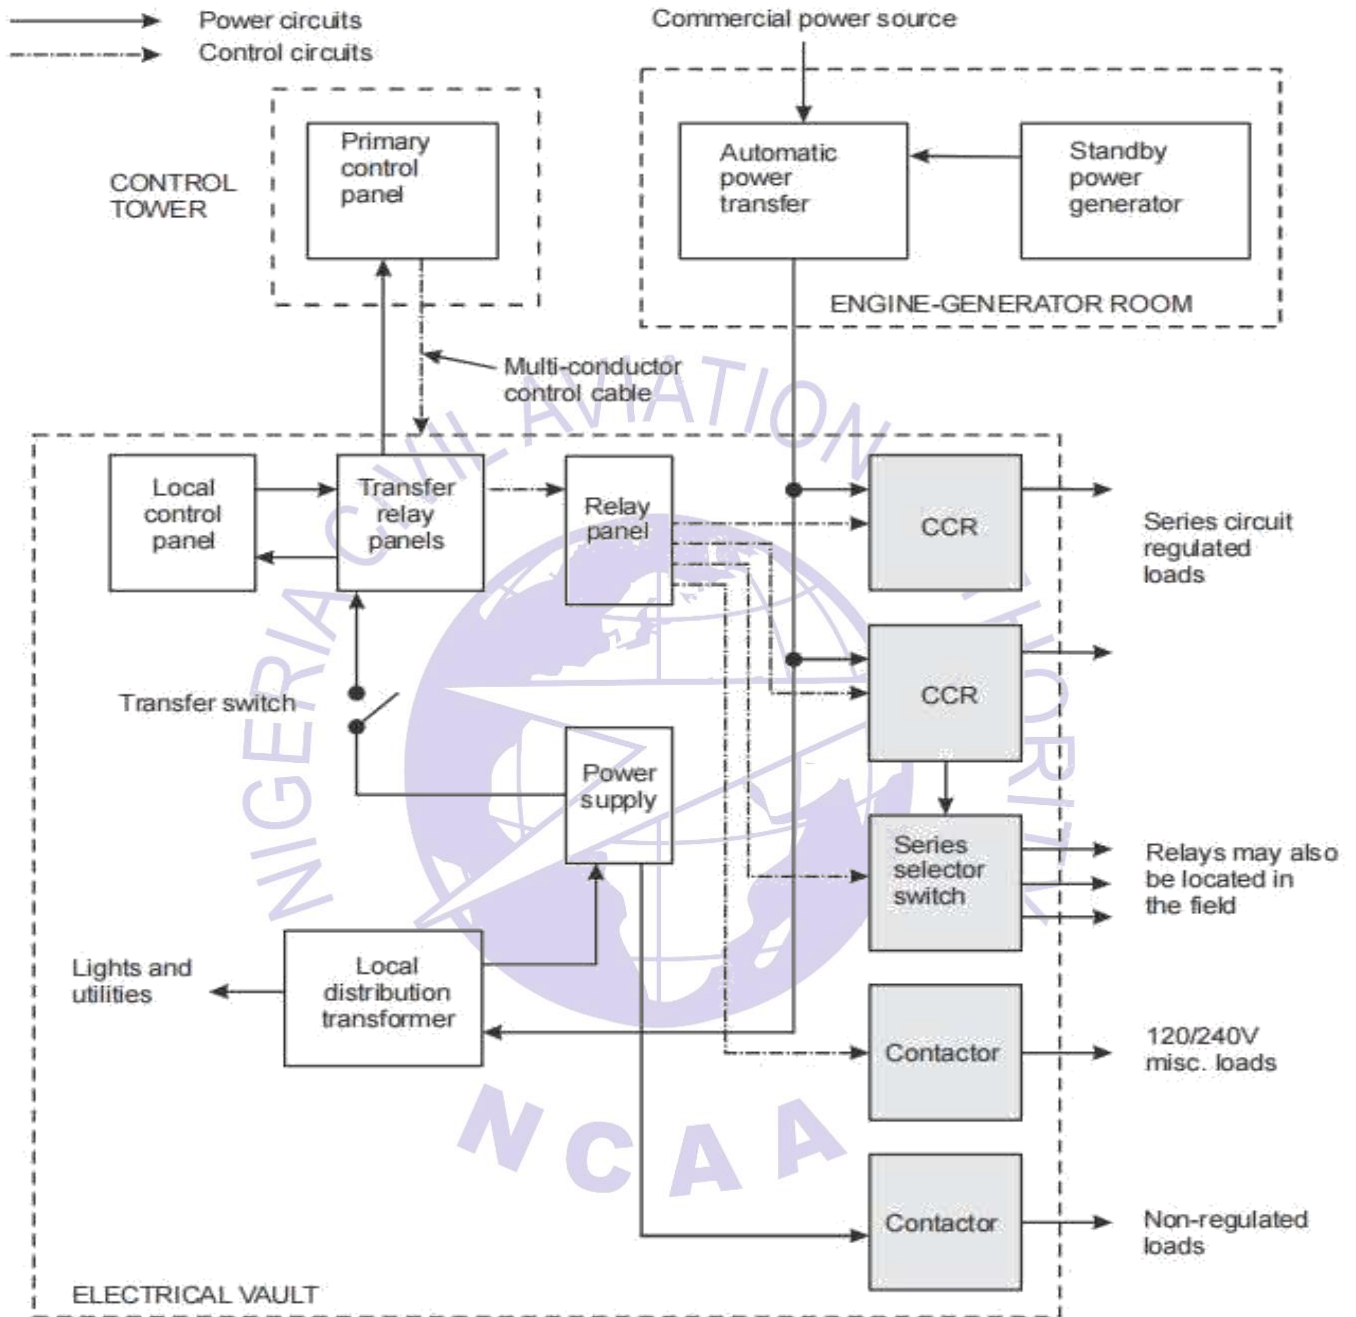 Power circuits
Control circuits
Commercial power source
CONTROL
TOWER
Primary
control
panel
Automatic
power
transfer
Standby
power
generator
ENGINE-GENERATOR ROOM
Multi-conductor
control cable
Local
control
panel
Transfer
relay
panels
Relay
panel
CCR
Series circuit
regulated
loads
Transfer switch
CCR
Power
supply
Series
selector
switch
Relays may also
be located in
the field
Lights and
utilities
Local
distribution
transformer
Contactor
120/240V
misc. loads
Contactor
Non-regulated
loads
ELECTRICAL VAULT
NIGERIA CIVIL AVIATION
HORITY
NCAA